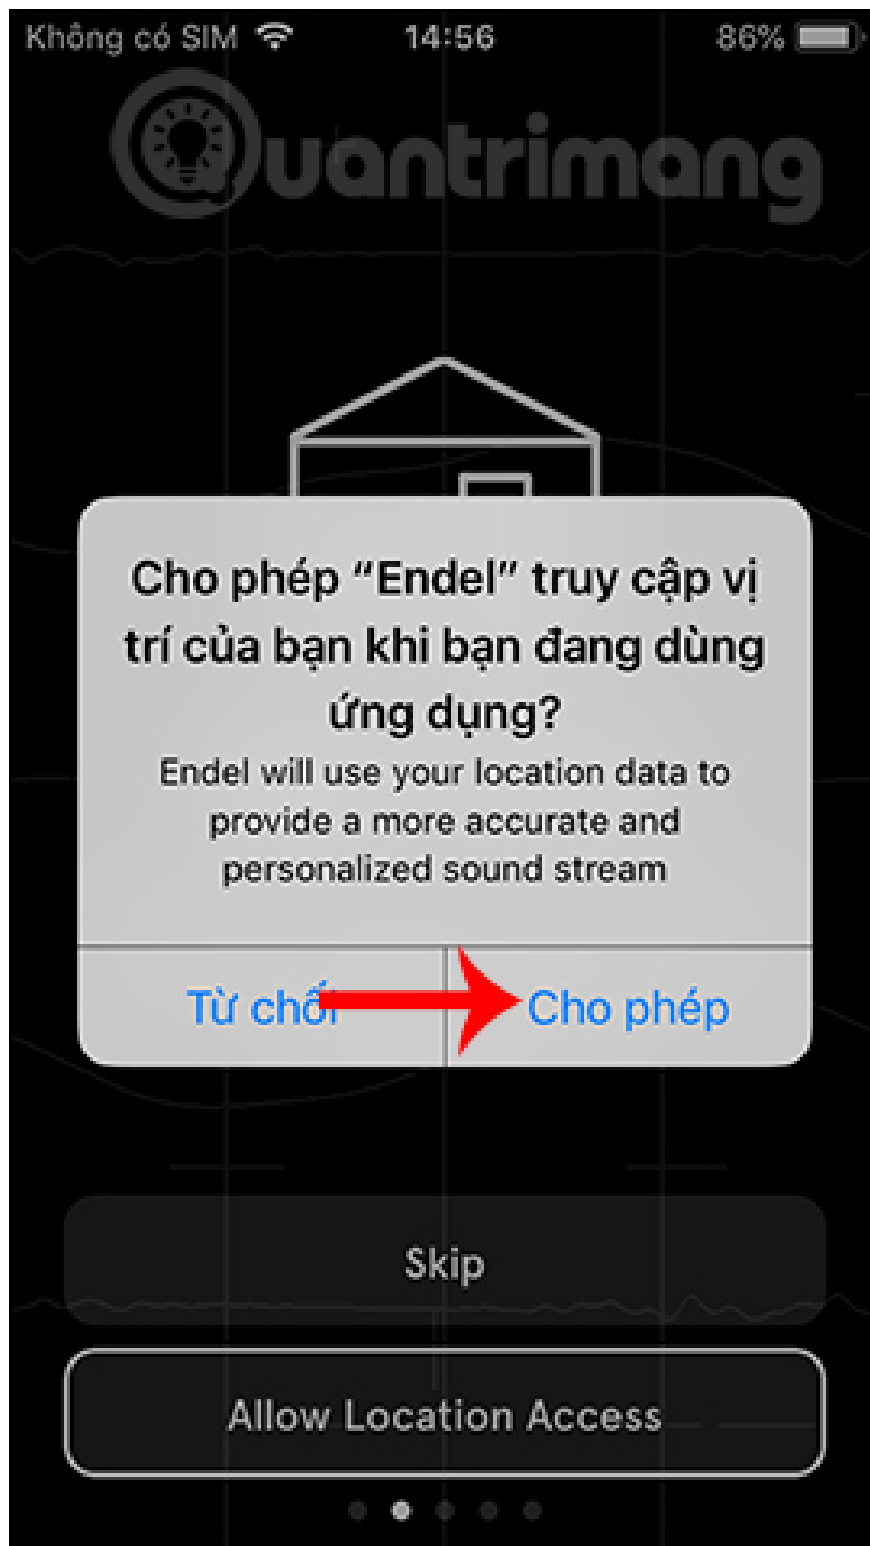 Không có SIM 14:56 86%
Quantrimang
Cho phép “Endel” truy cập vị
trí của bạn khi bạn đang dùng
ứng dụng?
Endel will use your location data to
provide a more accurate and
personalized sound stream
Từ chối Cho phép
Skip
Allow Location Access